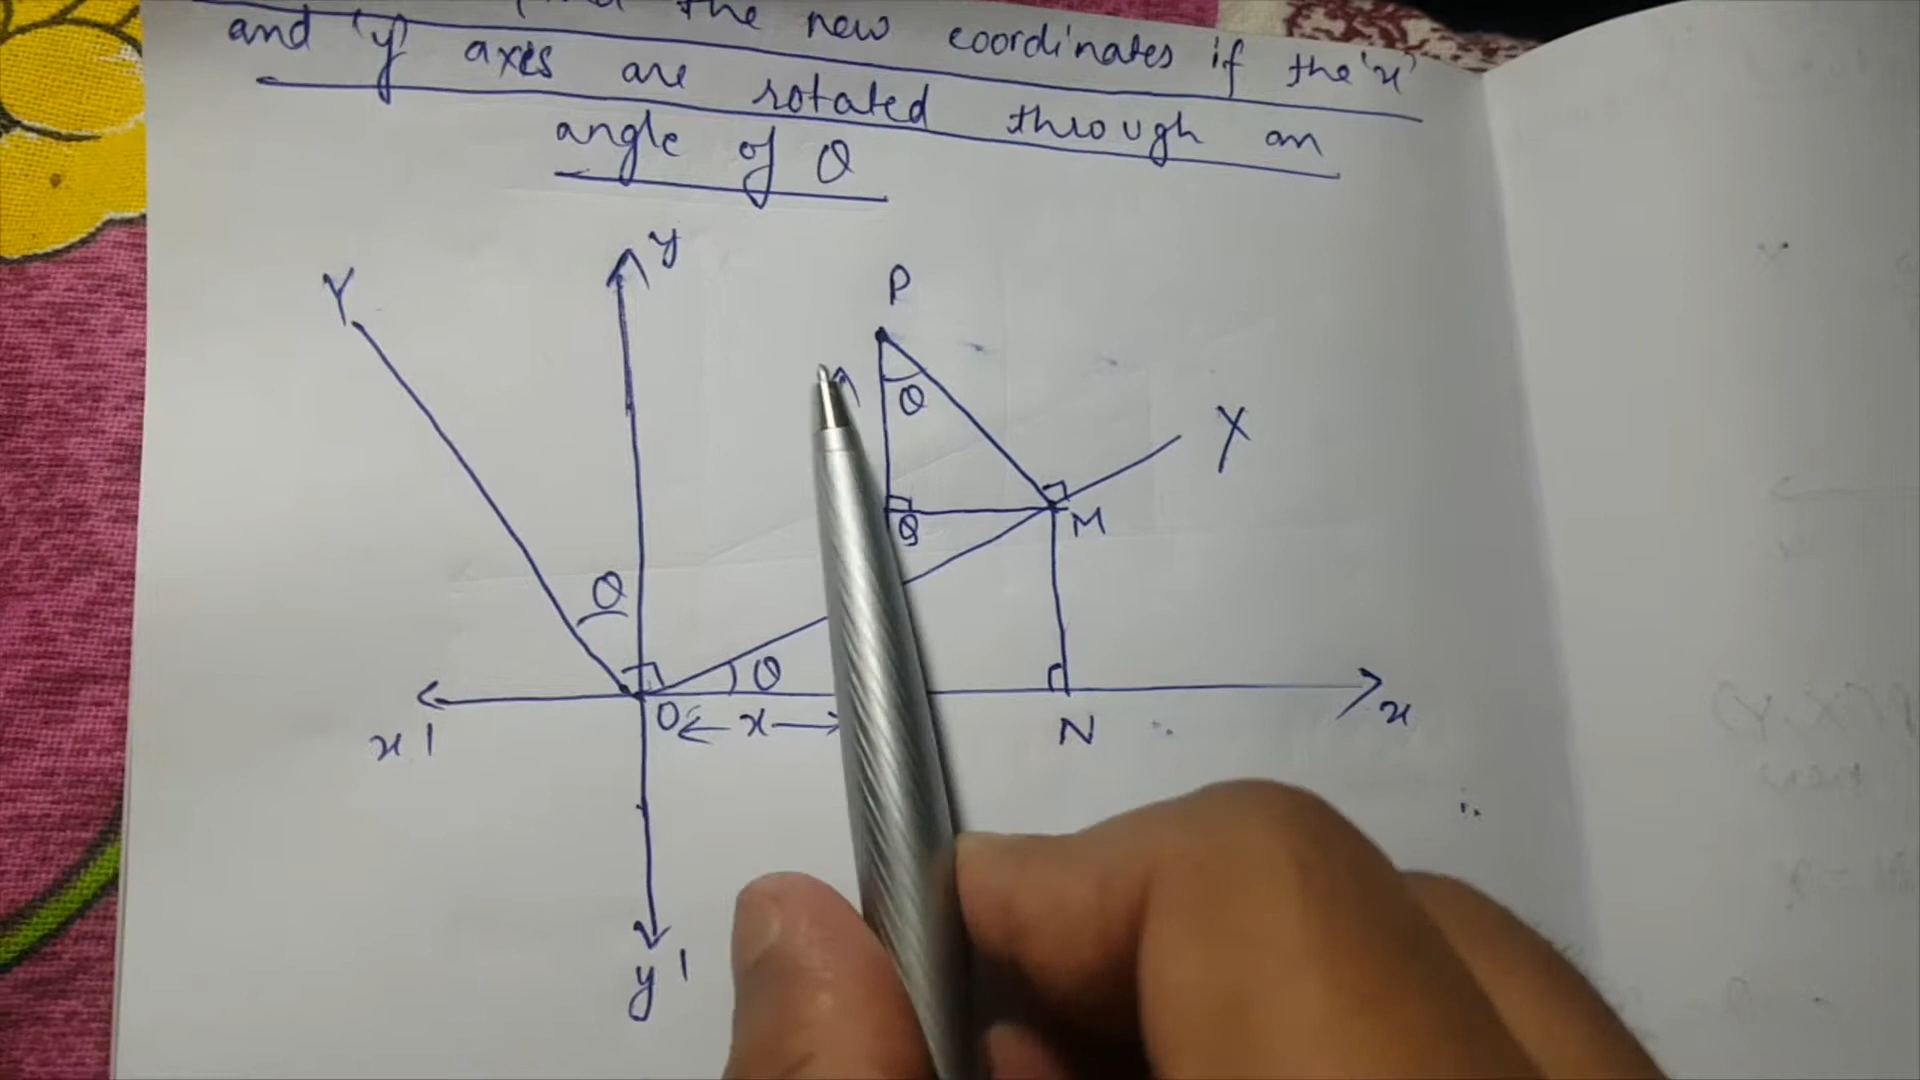 the new coordinates if the 'x'
and 'y' axes are rotated through an
angle of θ
y
Y
P
θ
X
Q
M
θ
θ
O
x
N
x
x'
y'